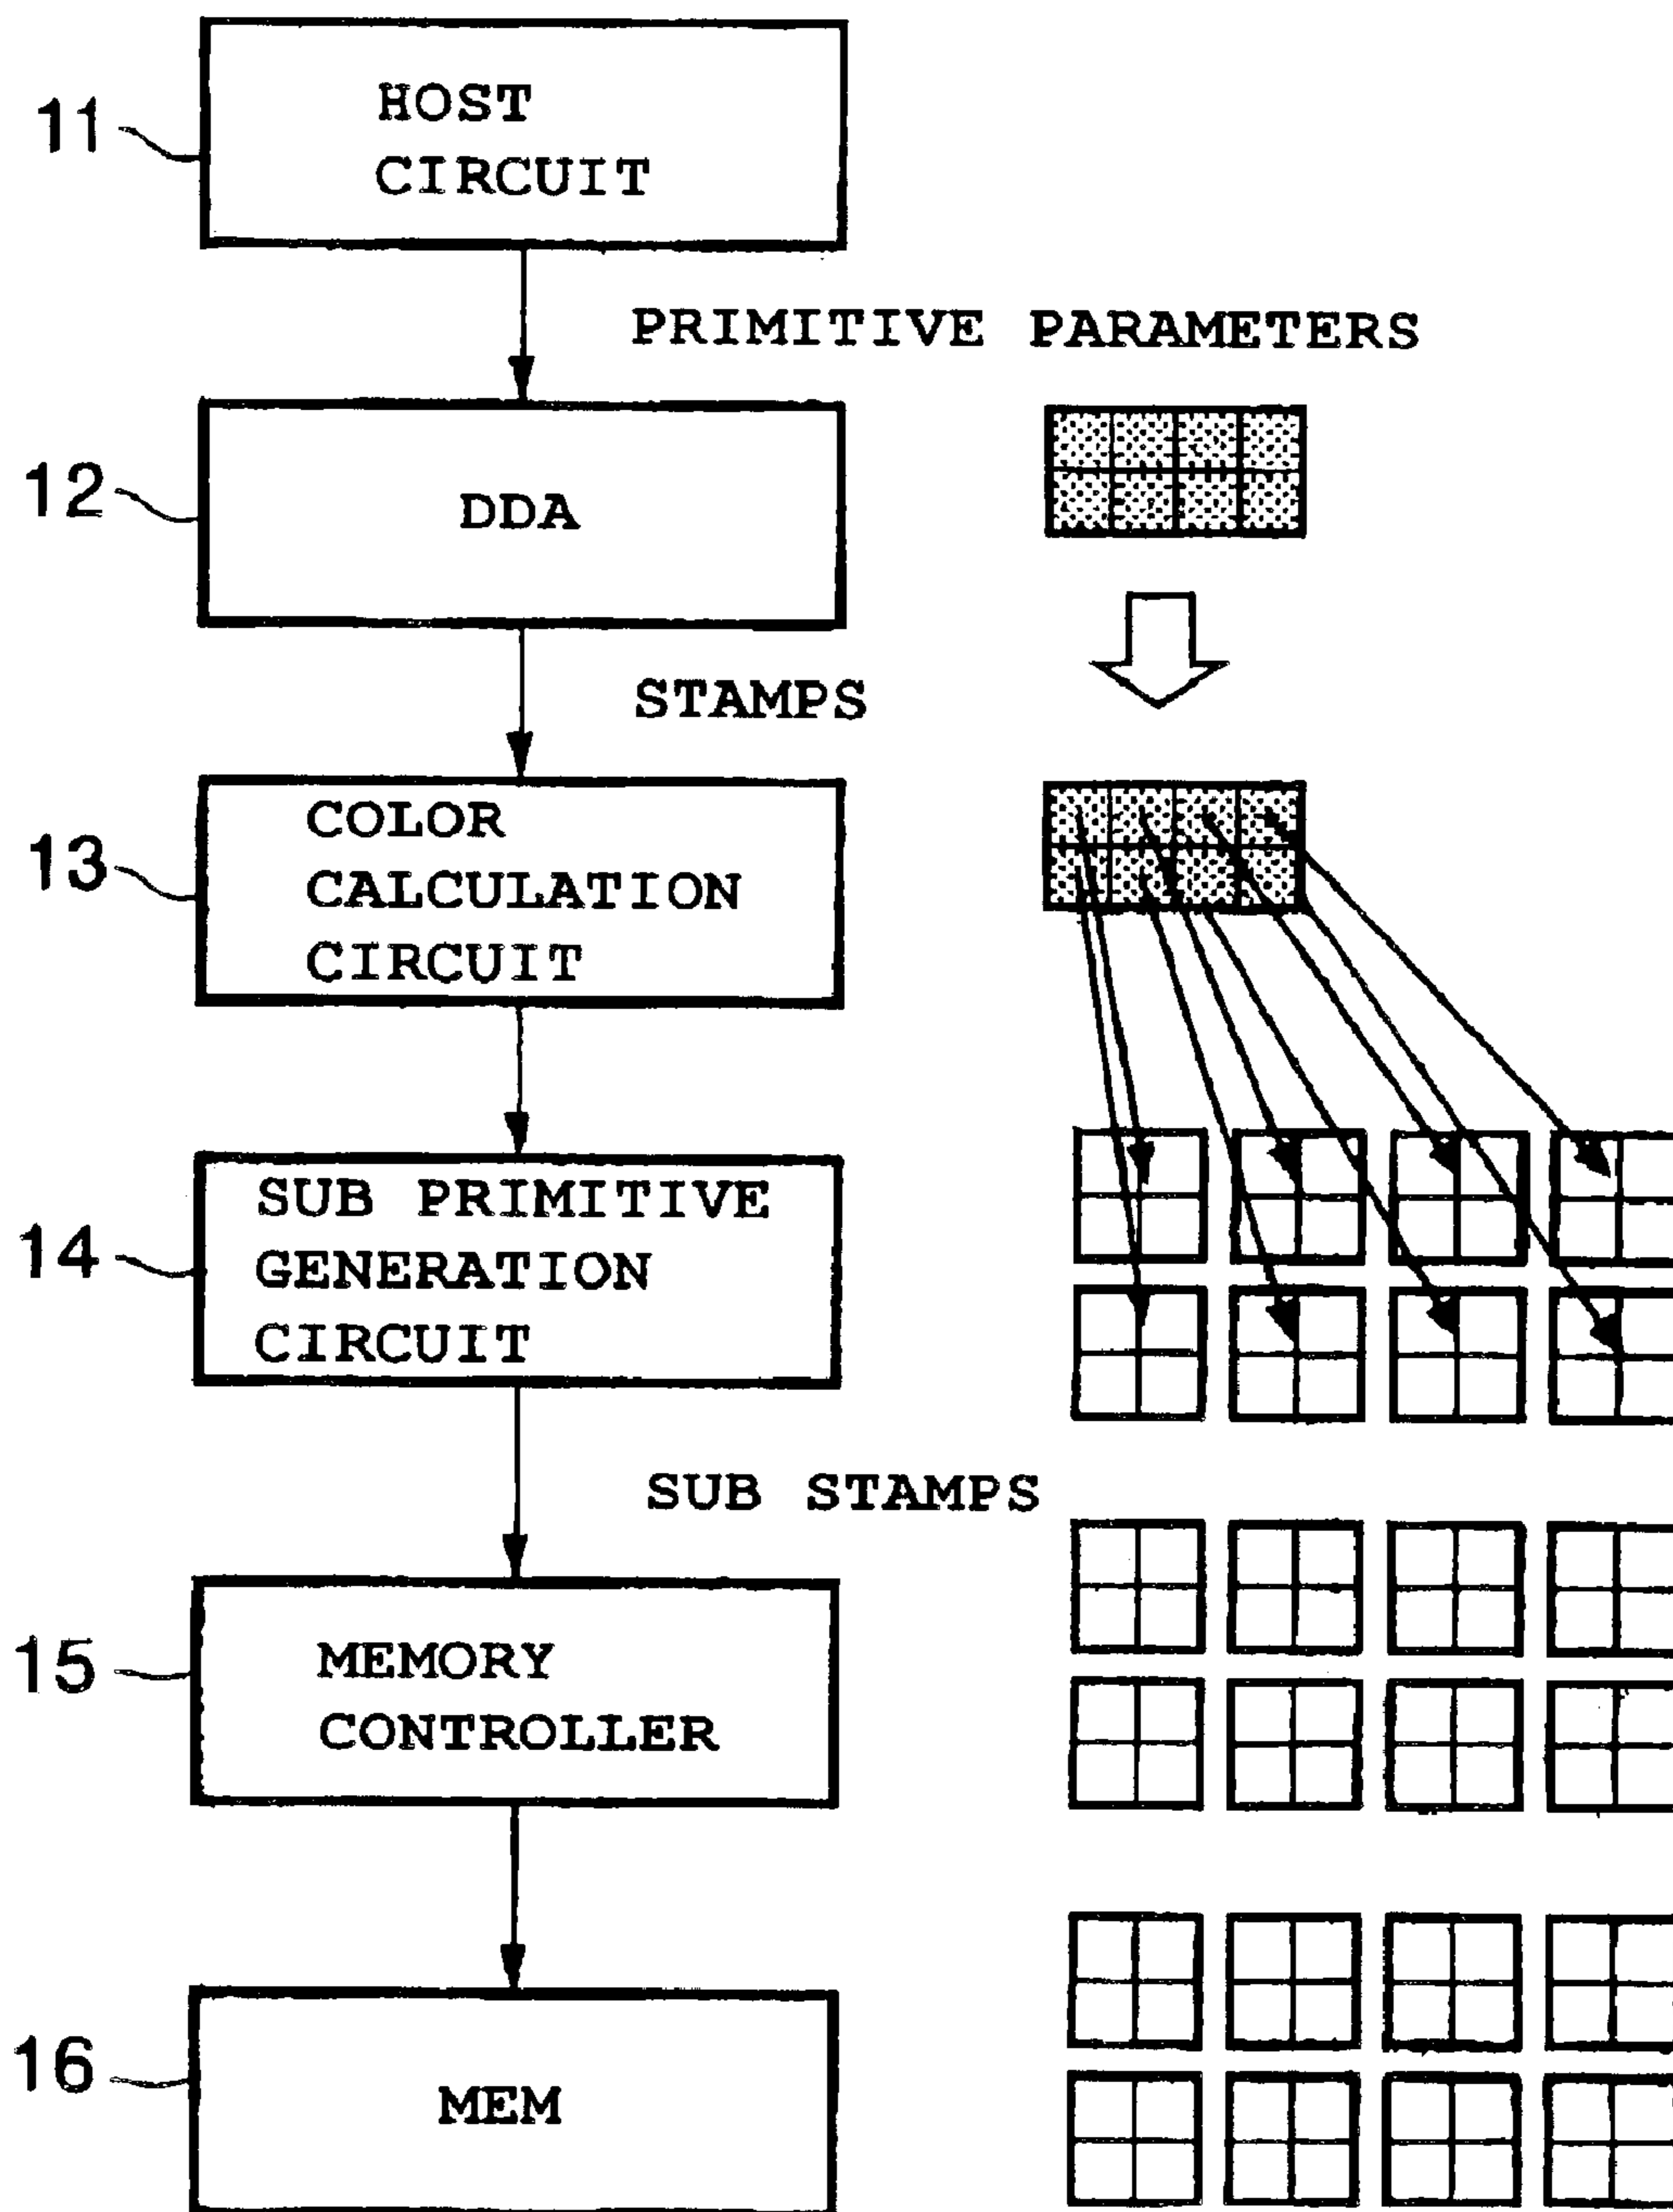 11
HOST
CIRCUIT
PRIMITIVE PARAMETERS
12
DDA
STAMPS
13
COLOR
CALCULATION
CIRCUIT
14
SUB PRIMITIVE
GENERATION
CIRCUIT
SUB STAMPS
15
MEMORY
CONTROLLER
16
MEM